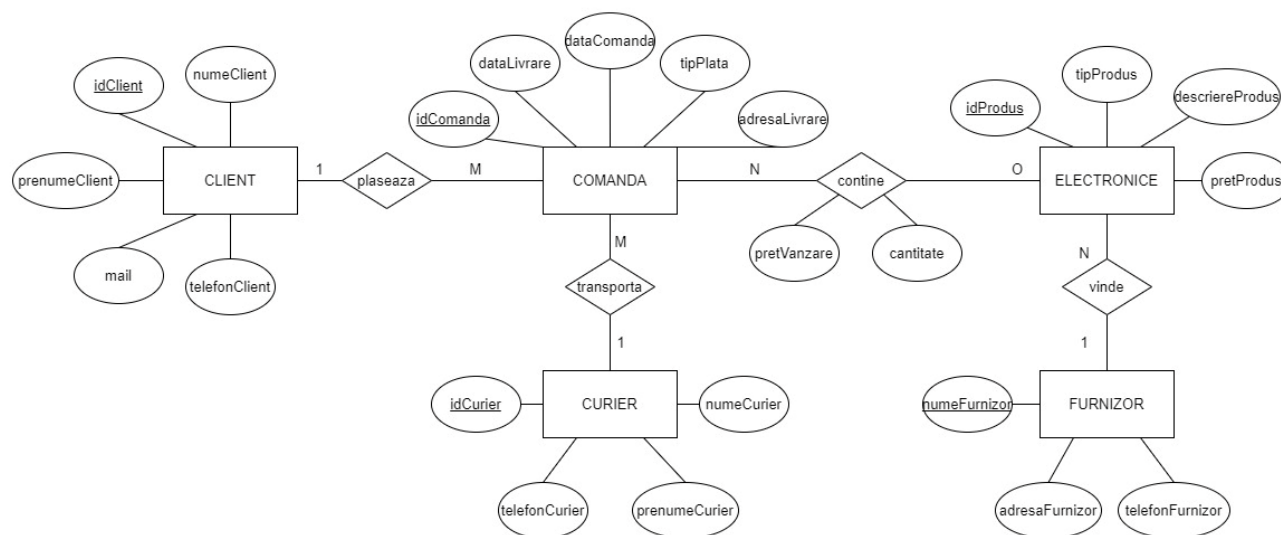 dataComanda
dataLivrare
tipPlata
numeClient
tipProdus
idClient
descriereProdus
idComanda
adresaLivrare
idProdus
prenumeClient
CLIENT
1
plaseaza
M
COMANDA
N
contine
O
ELECTRONICE
pretProdus
M
pretVanzare
cantitate
N
mail
telefonClient
transporta
vinde
1
1
idCurier
CURIER
numeCurier
numeFurnizor
FURNIZOR
telefonCurier
prenumeCurier
adresaFurnizor
telefonFurnizor